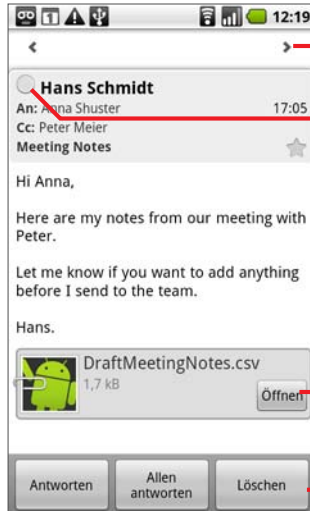 12:19
Hans Schmidt
An: Anna Shuster 17:05
Cc: Peter Meier
Meeting Notes
Hi Anna,
Here are my notes from our meeting with
Peter.
Let me know if you want to add anything
before I send to the team.
Hans.
DraftMeetingNotes.csv
1,7 kB
Öffnen
Antworten
Allen
antworten
Löschen